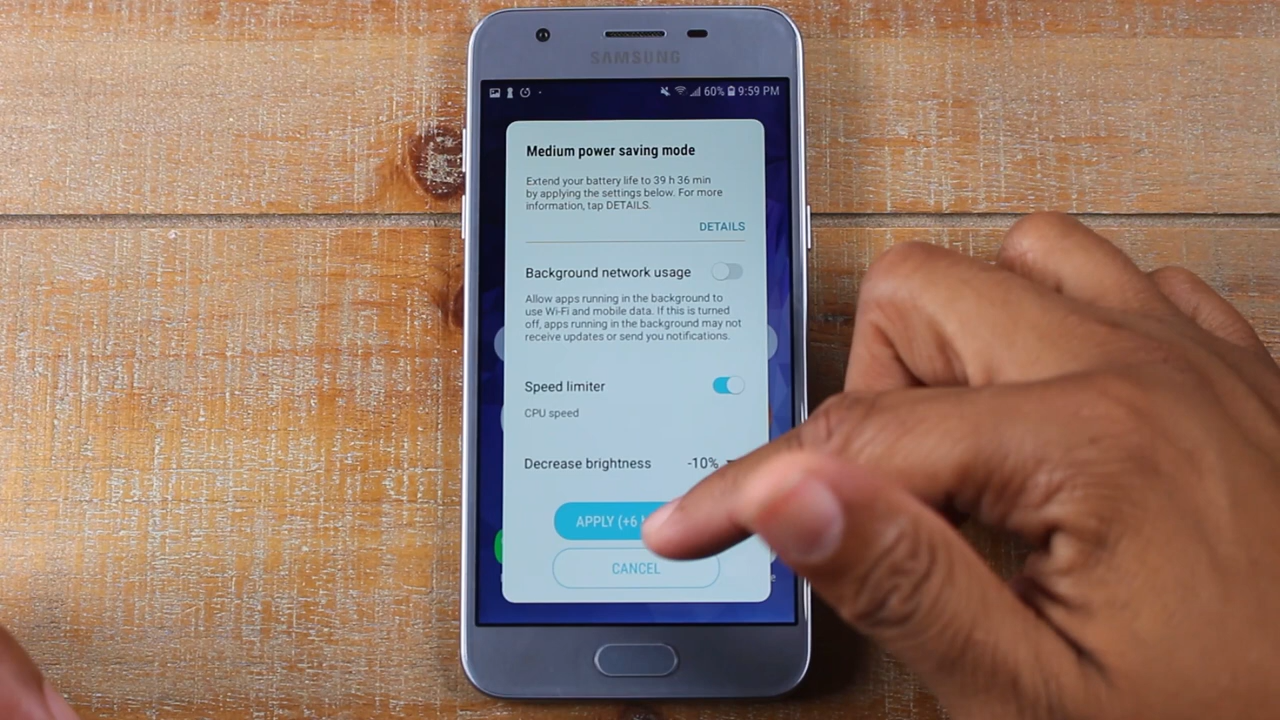 SAMSUNG
60% 9:59 PM
Medium power saving mode
Extend your battery life to 39 h 36 min
by applying the settings below. For more
information, tap DETAILS.
DETAILS
Background network usage
Allow apps running in the background to
use Wi-Fi and mobile data. If this is turned
off, apps running in the background may not
receive updates or send you notifications.
Speed limiter
CPU speed
Decrease brightness -10%
APPLY (+6
CANCEL